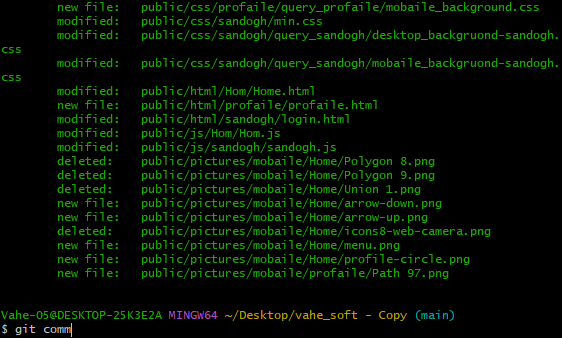 new file:   public/css/profaile/query_profaile/mobaile_background.css
modified:   public/css/sandogh/min.css
modified:   public/css/sandogh/query_sandogh/desktop_backgruond-sandogh.
css
modified:   public/css/sandogh/query_sandogh/mobaile_backgruond-sandogh.
css
modified:   public/html/Hom/Home.html
new file:   public/html/profaile/profaile.html
modified:   public/html/sandogh/login.html
modified:   public/js/Hom/Hom.js
modified:   public/js/sandogh/sandogh.js
deleted:    public/pictures/mobaile/Home/Polygon 8.png
deleted:    public/pictures/mobaile/Home/Polygon 9.png
deleted:    public/pictures/mobaile/Home/Union 1.png
new file:   public/pictures/mobaile/Home/arrow-down.png
new file:   public/pictures/mobaile/Home/arrow-up.png
deleted:    public/pictures/mobaile/Home/icons8-web-camera.png
new file:   public/pictures/mobaile/Home/menu.png
new file:   public/pictures/mobaile/Home/profile-circle.png
new file:   public/pictures/mobaile/profaile/Path 97.png
Vahe-O5@DESKTOP-25K3E2A MINGW64 ~/Desktop/vahe_soft - Copy (main)
$ git comm